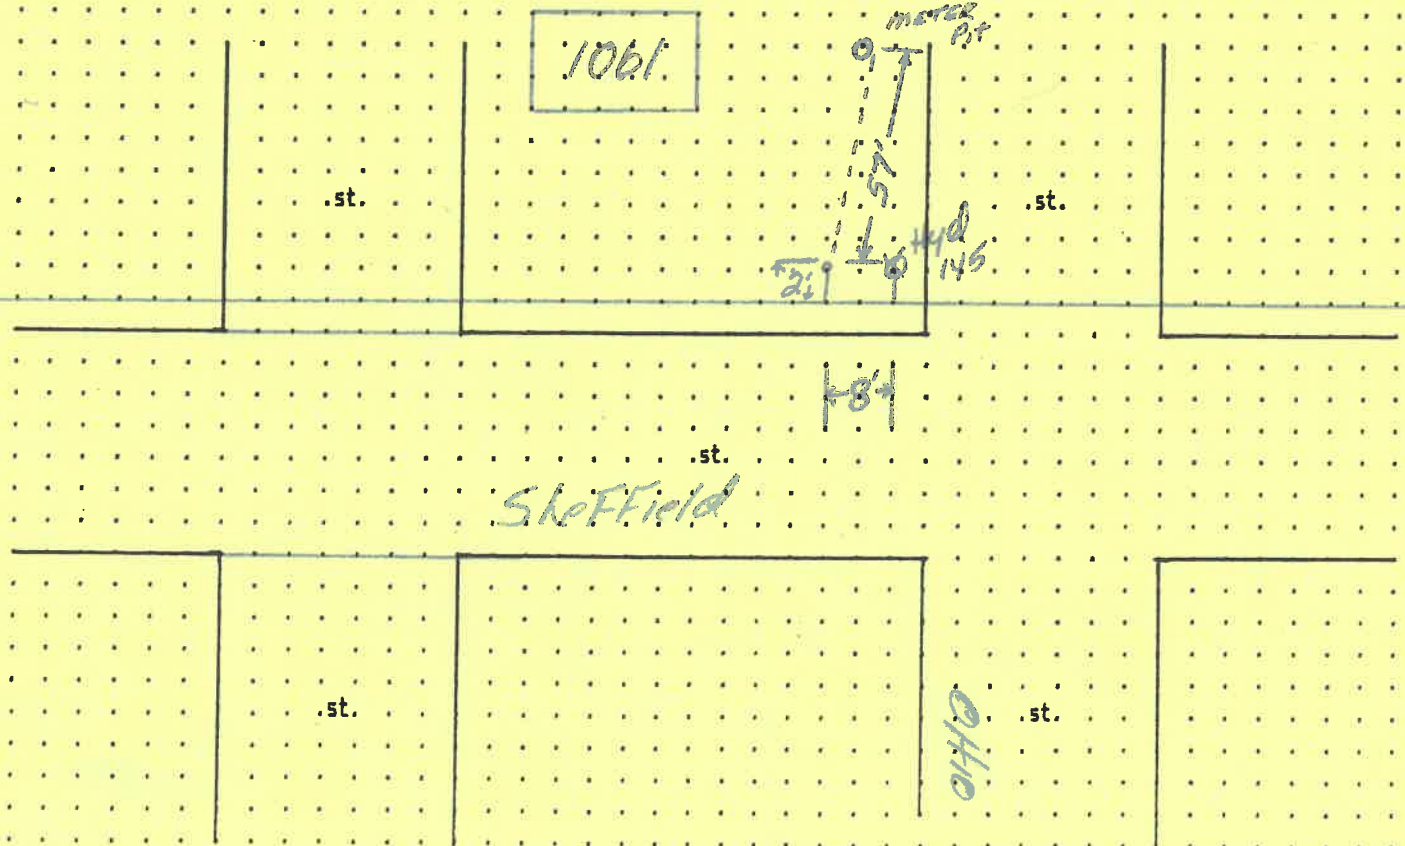 METER
Pit
1061
57'
st.
st.
Hyd
145
2'
8'
st.
Sheffield
st.
OHIO
st.